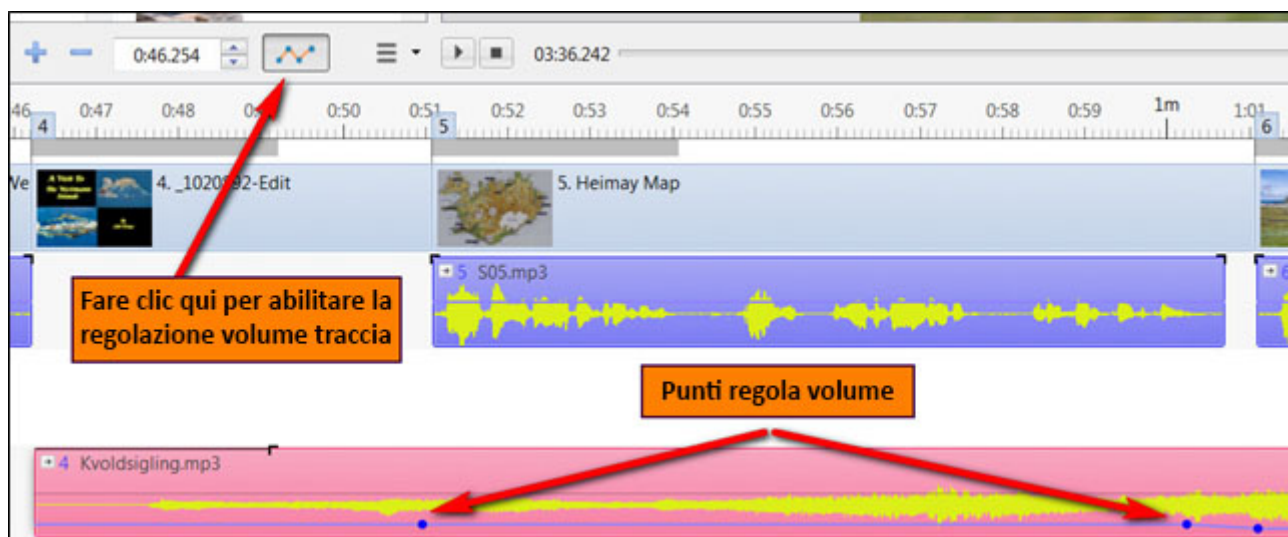 0:46.254
03:36.242
46 0:47 0:48 0:50 0:51 0:52 0:53 0:54 0:55 0:56 0:57 0:58 0:59 1m 1:01
4 5 6
We 4. _1020892-Edit 5. Heimay Map
5 S05.mp3 6
Fare clic qui per abilitare la
regolazione volume traccia
Punti regola volume
4 Kvoldsigling.mp3